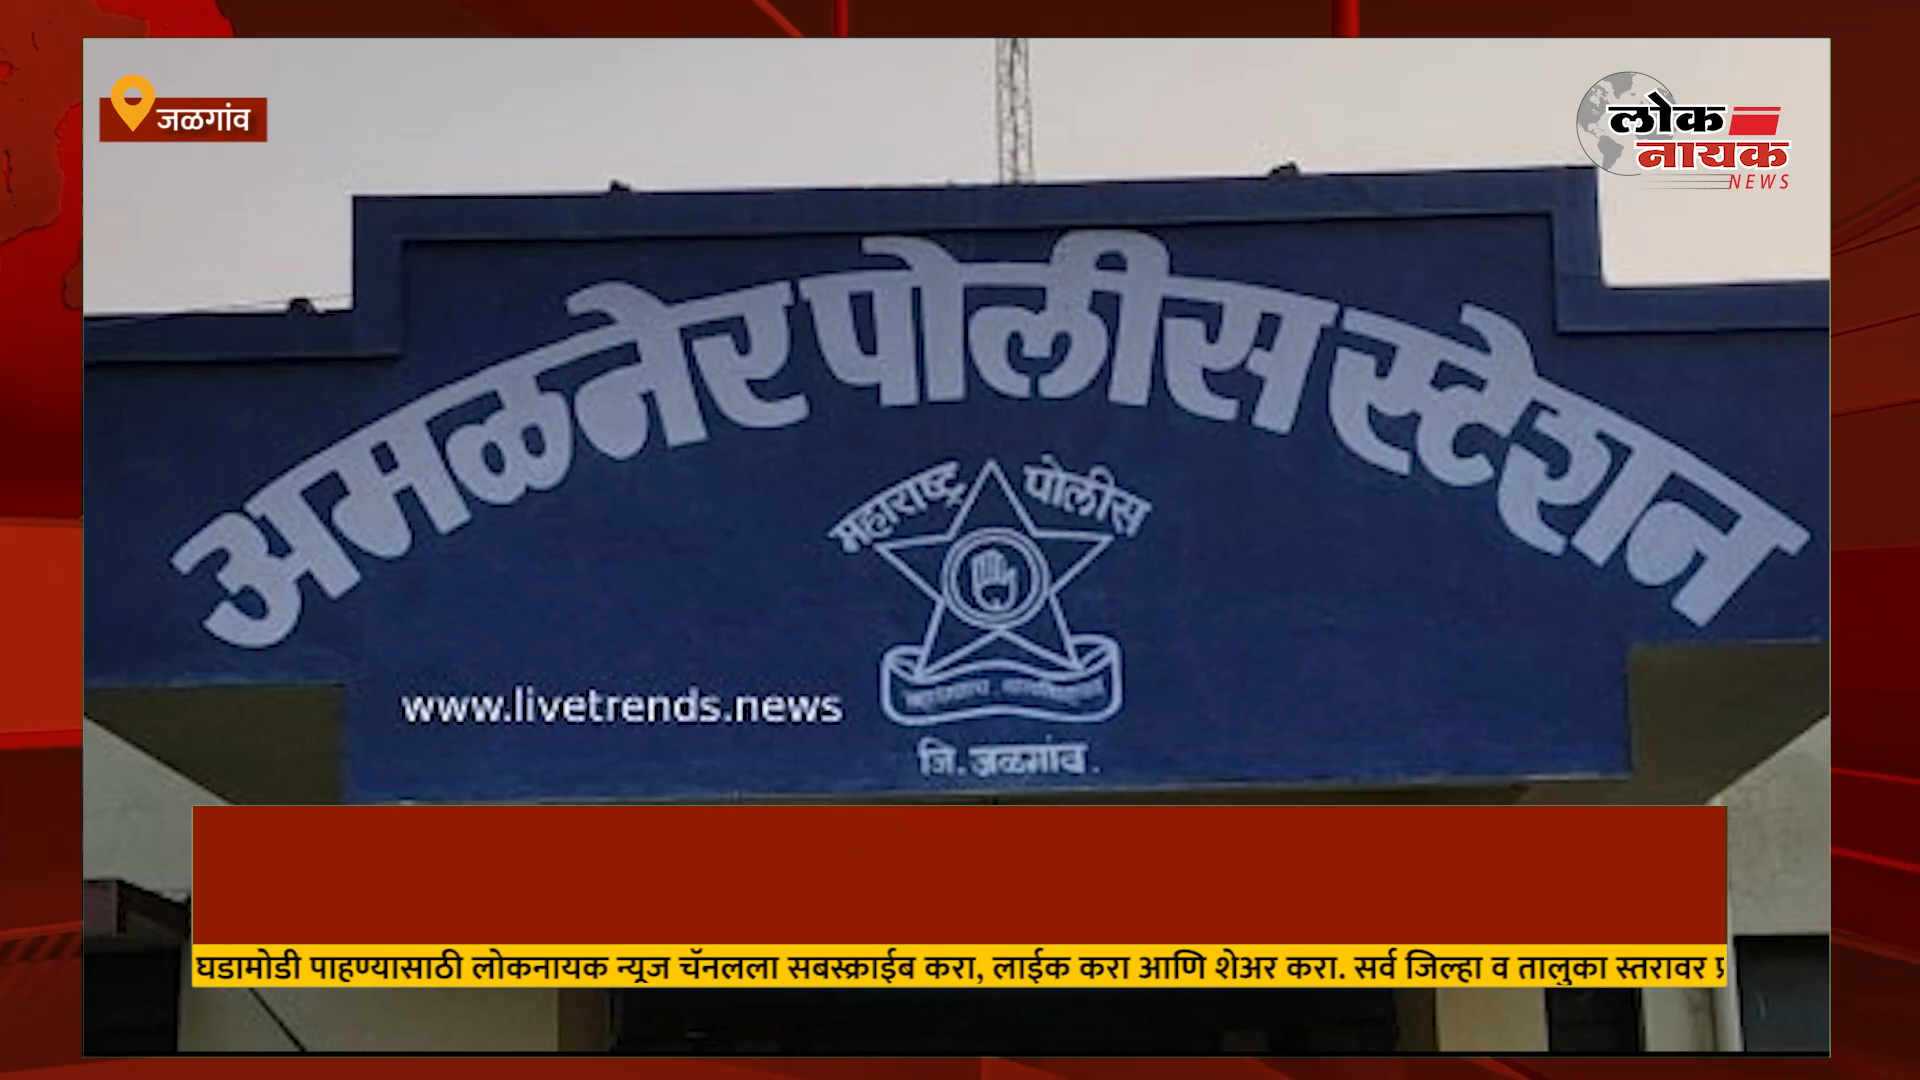 जळगांव
लोक
नायक
NEWS
अमळनेर पोलीस स्टेशन
महाराष्ट्र पोलीस
www.livetrends.news
जि. जळगांव.
घडामोडी पाहण्यासाठी लोकनायक न्यूज चॅनलला सबस्क्राईब करा, लाईक करा आणि शेअर करा. सर्व जिल्हा व तालुका स्तरावर